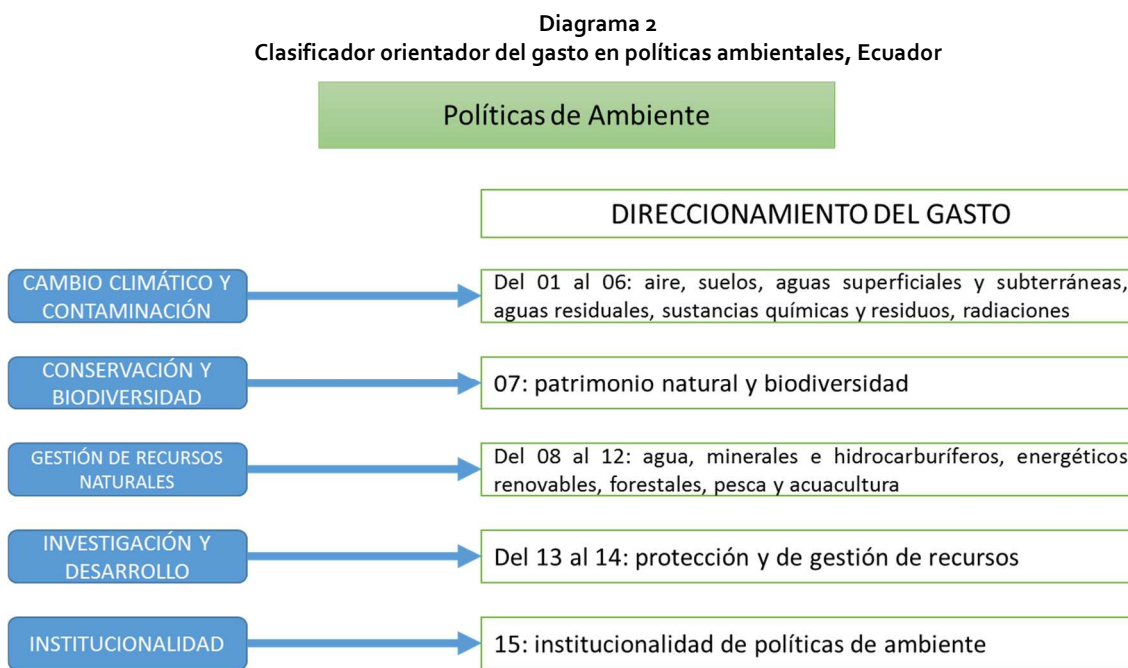 Diagrama 2
Clasificador orientador del gasto en políticas ambientales, Ecuador
Políticas de Ambiente
DIRECCIONAMIENTO DEL GASTO
CAMBIO CLIMÁTICO Y
CONTAMINACIÓN
Del 01 al 06: aire, suelos, aguas superficiales y subterráneas,
aguas residuales, sustancias químicas y residuos, radiaciones
CONSERVACIÓN Y
BIODIVERSIDAD
07: patrimonio natural y biodiversidad
GESTIÓN DE RECURSOS
NATURALES
Del 08 al 12: agua, minerales e hidrocarburíferos, energéticos
renovables, forestales, pesca y acuacultura
INVESTIGACIÓN Y
DESARROLLO
Del 13 al 14: protección y de gestión de recursos
INSTITUCIONALIDAD
15: institucionalidad de políticas de ambiente